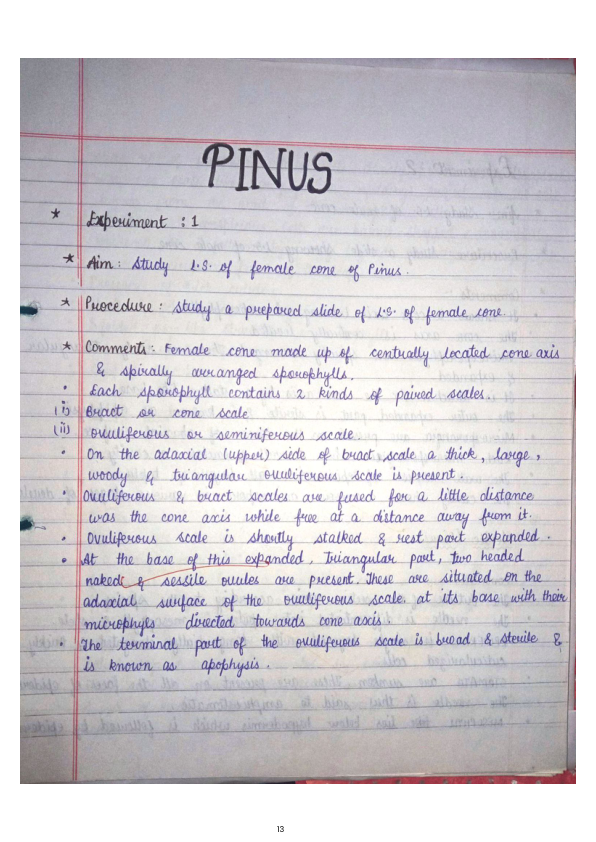 PINUS
* Experiment : 1
* Aim : Study L.S. of female cone of Pinus.
* Procedure : Study a prepared slide of L.S. of female cone.
* Comments : Female cone made up of centrally located cone axis
& spirally arranged sporophylls.
• Each sporophyll contains 2 kinds of paired scales.
(i) Bract or cone scale
(ii) ovuliferous or seminiferous scale.
• On the adaxial (upper) side of bract scale a thick, large,
woody & triangular ovuliferous scale is present.
• Ovuliferous & bract scales are fused for a little distance
was the cone axis while free at a distance away from it.
• Ovuliferous scale is shortly stalked & rest part expanded.
• At the base of this expanded, Triangular part, two headed
naked & sessile ovules are present. These are situated on the
adaxial surface of the ovuliferous scale. at its base with their
microphyls directed towards cone axis.
• The terminal part of the ovuliferous scale is broad & sterile &
is known as apophysis.
13